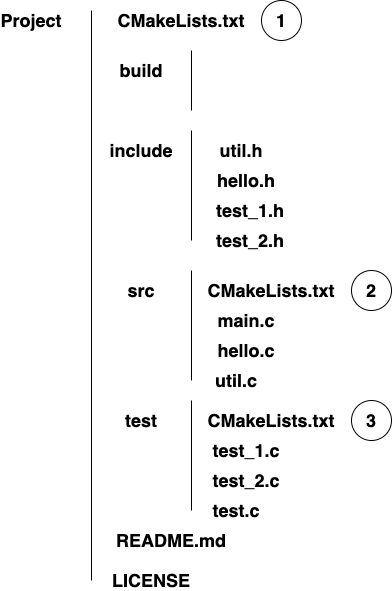 Project CMakeLists.txt 1
build
include util.h
hello.h
test_1.h
test_2.h
src CMakeLists.txt 2
main.c
hello.c
util.c
test CMakeLists.txt 3
test_1.c
test_2.c
test.c
README.md
LICENSE